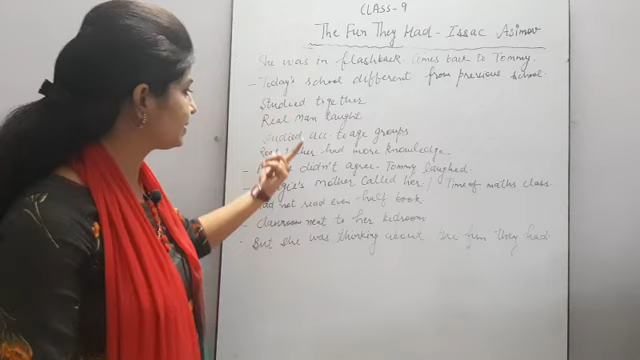 CLASS-9
The Fun They Had - Issac Asimov
She was in flashback. Comes back to Tommy.
- Today's school different from previous school.
Studied together
Real man taught
Studied acc. to age groups
had more knowledge.
- didn't agree. Tommy laughed.
- mother called her / Time of maths class.
not read even half book.
- Classroom next to her bedroom
- But she was thinking about the fun they had